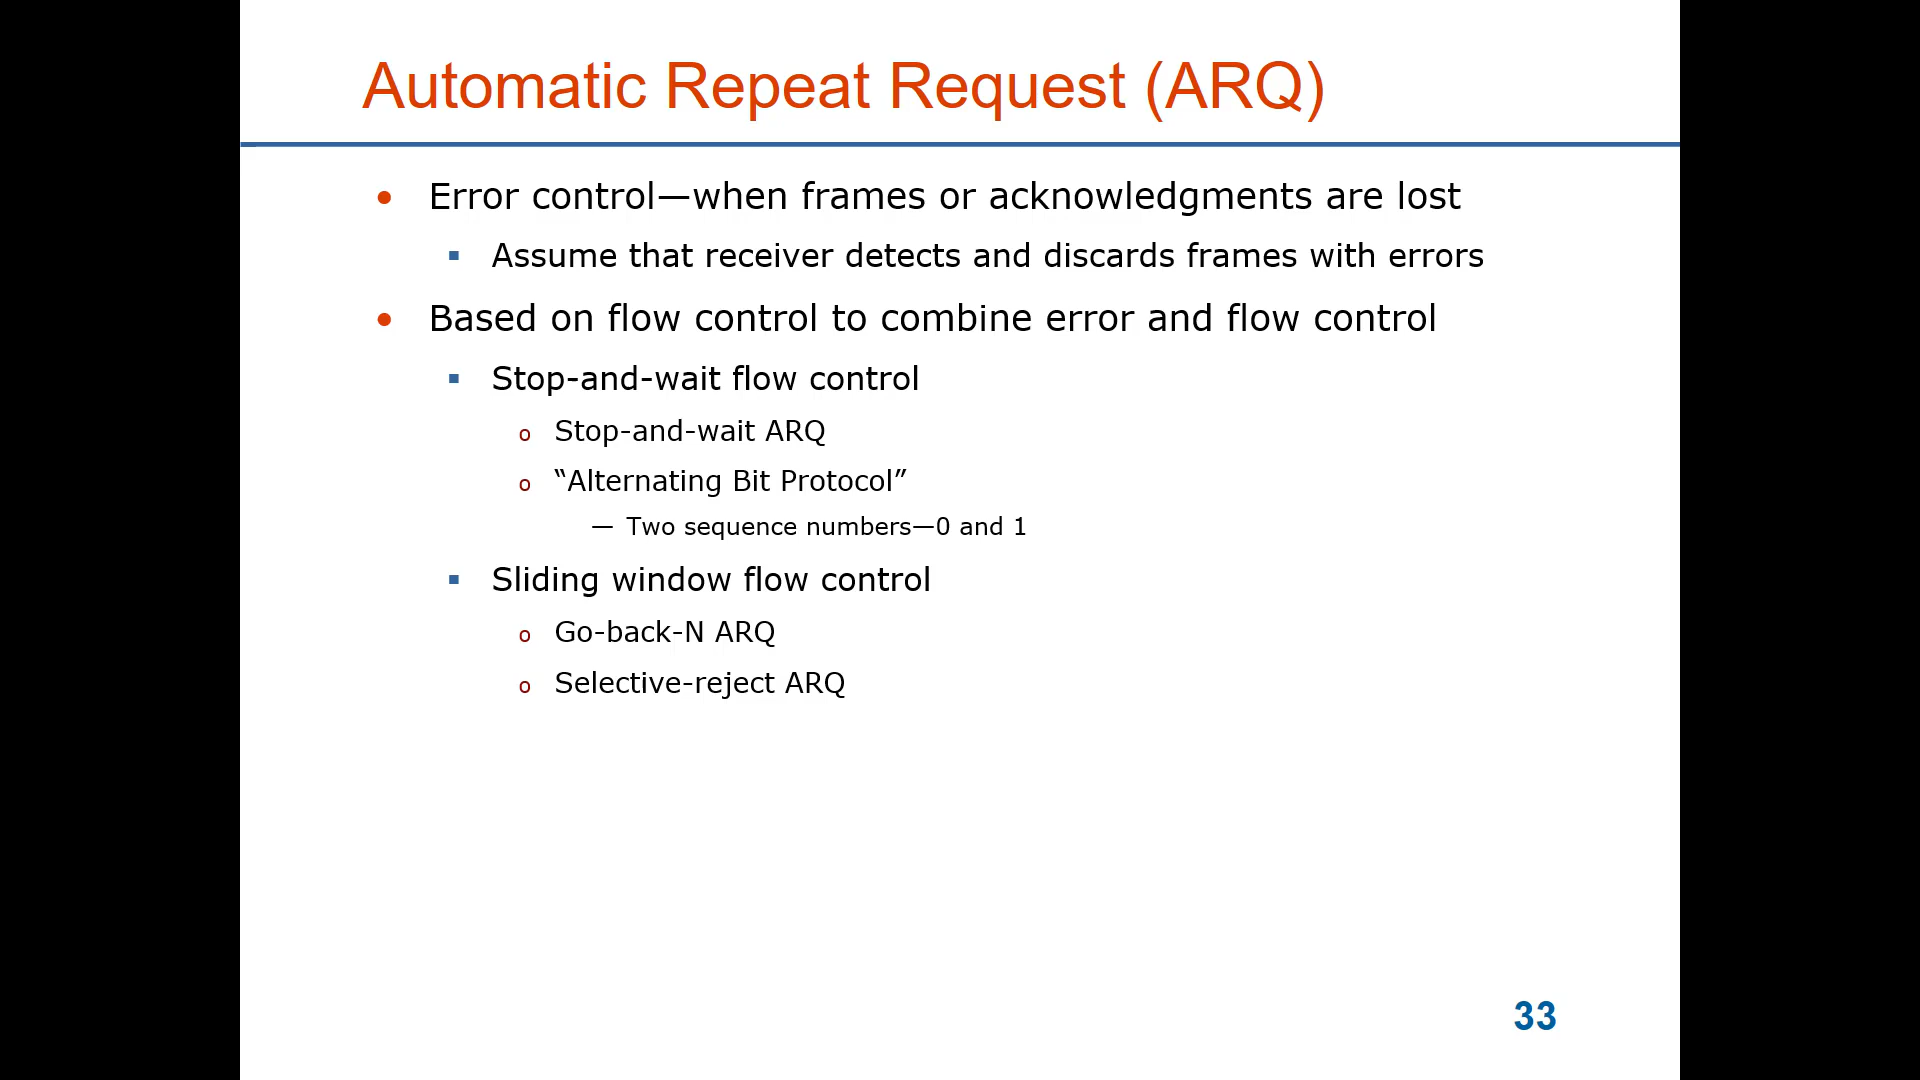 Automatic Repeat Request (ARQ)
• Error control—when frames or acknowledgments are lost
▪ Assume that receiver detects and discards frames with errors
• Based on flow control to combine error and flow control
▪ Stop-and-wait flow control
o Stop-and-wait ARQ
o “Alternating Bit Protocol”
— Two sequence numbers—0 and 1
▪ Sliding window flow control
o Go-back-N ARQ
o Selective-reject ARQ
33